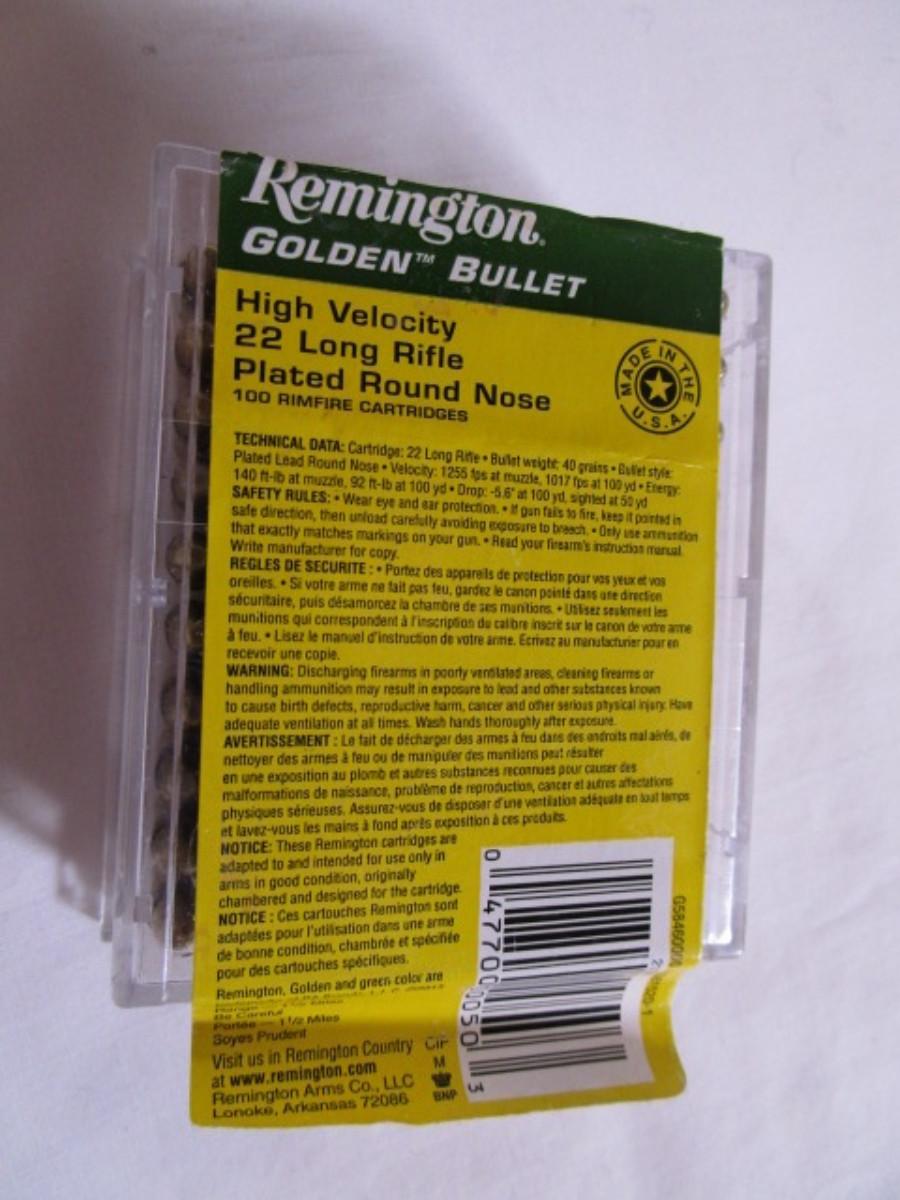 Remington.
GOLDEN™ BULLET
High Velocity
22 Long Rifle
Plated Round Nose
100 RIMFIRE CARTRIDGES
MADE IN THE U.S.A.
TECHNICAL DATA: Cartridge: 22 Long Rifle • Bullet weight: 40 grains • Bullet style:
Plated Lead Round Nose • Velocity: 1255 fps at muzzle, 1017 fps at 100 yd • Energy:
140 ft-lb at muzzle, 92 ft-lb at 100 yd • Drop: -5.6" at 100 yd, sighted at 50 yd
SAFETY RULES: • Wear eye and ear protection. • If gun fails to fire, keep it pointed in
safe direction, then unload carefully avoiding exposure to breech. • Only use ammunition
that exactly matches markings on your gun. • Read your firearm's instruction manual.
Write manufacturer for copy.
REGLES DE SECURITE : • Portez des appareils de protection pour vos yeux et vos
oreilles. • Si votre arme ne fait pas feu, gardez le canon pointé dans une direction
sécuritaire, puis désamorcez la chambre de ses munitions. • Utilisez seulement les
munitions qui correspondent à l'inscription du calibre inscrit sur le canon de votre arme
à feu. • Lisez le manuel d'instruction de votre arme. Ecrivez au manufacturier pour en
recevoir une copie.
WARNING: Discharging firearms in poorly ventilated areas, cleaning firearms or
handling ammunition may result in exposure to lead and other substances known
to cause birth defects, reproductive harm, cancer and other serious physical injury. Have
adequate ventilation at all times. Wash hands thoroughly after exposure.
AVERTISSEMENT : Le fait de décharger des armes à feu dans des endroits mal aérés, de
nettoyer des armes à feu ou de manipuler des munitions peut résulter
en une exposition au plomb et autres substances reconnues pour causer des
malformations de naissance, problème de reproduction, cancer et autres affectations
physiques sérieuses. Assurez-vous de disposer d'une ventilation adéquate en tout temps
et lavez-vous les mains à fond après exposition à ces produits.
NOTICE: These Remington cartridges are
adapted to and intended for use only in
arms in good condition, originally
chambered and designed for the cartridge.
NOTICE : Ces cartouches Remington sont
adaptées pour l'utilisation dans une arme
de bonne condition, chambrée et spécifiée
pour des cartouches spécifiques.
Remington, Golden and green color are
Be Careful
Portée — 1 1/2 Miles
Soyes Prudent
Visit us in Remington Country
at www.remington.com
Remington Arms Co., LLC
Lonoke, Arkansas 72086
CIP
M
BNP
0 47700 0050 3